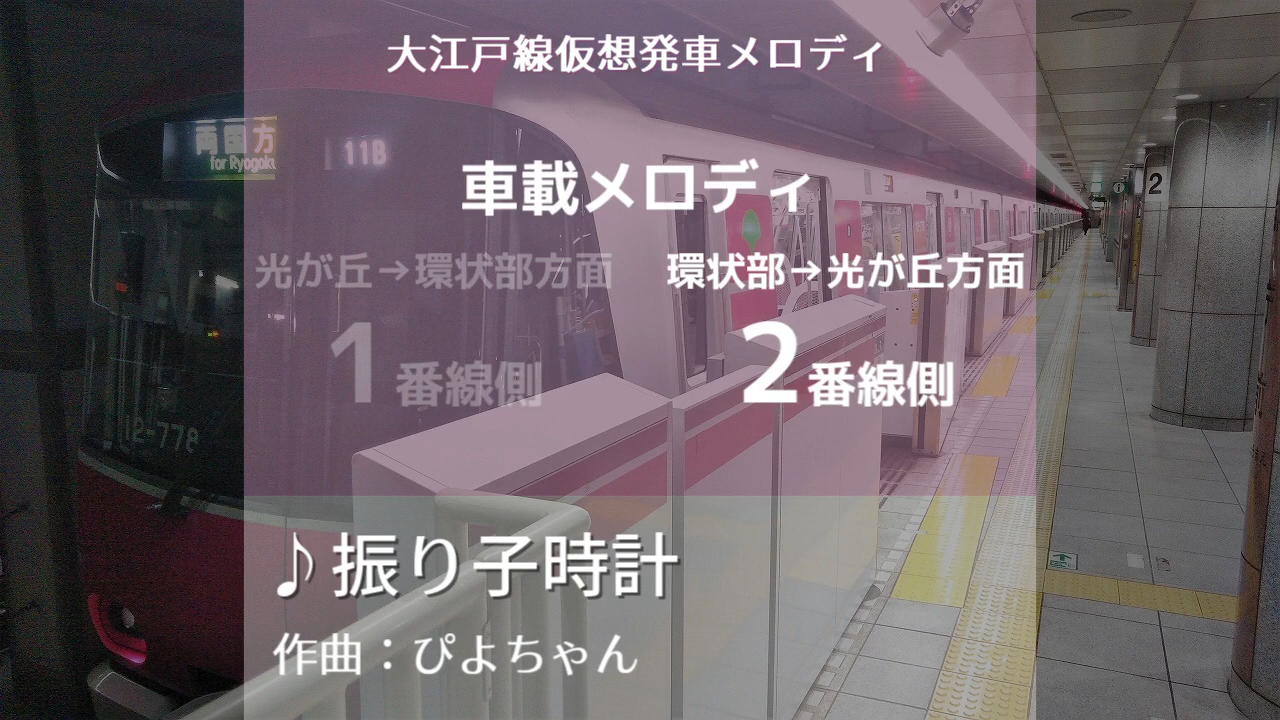 大江戸線仮想発車メロディ
両国方
for Ryogoku
11B
車載メロディ
2
光が丘→環状部方面
環状部→光が丘方面
1番線側
2番線側
12-778
♪振り子時計
作曲：ぴよちゃん